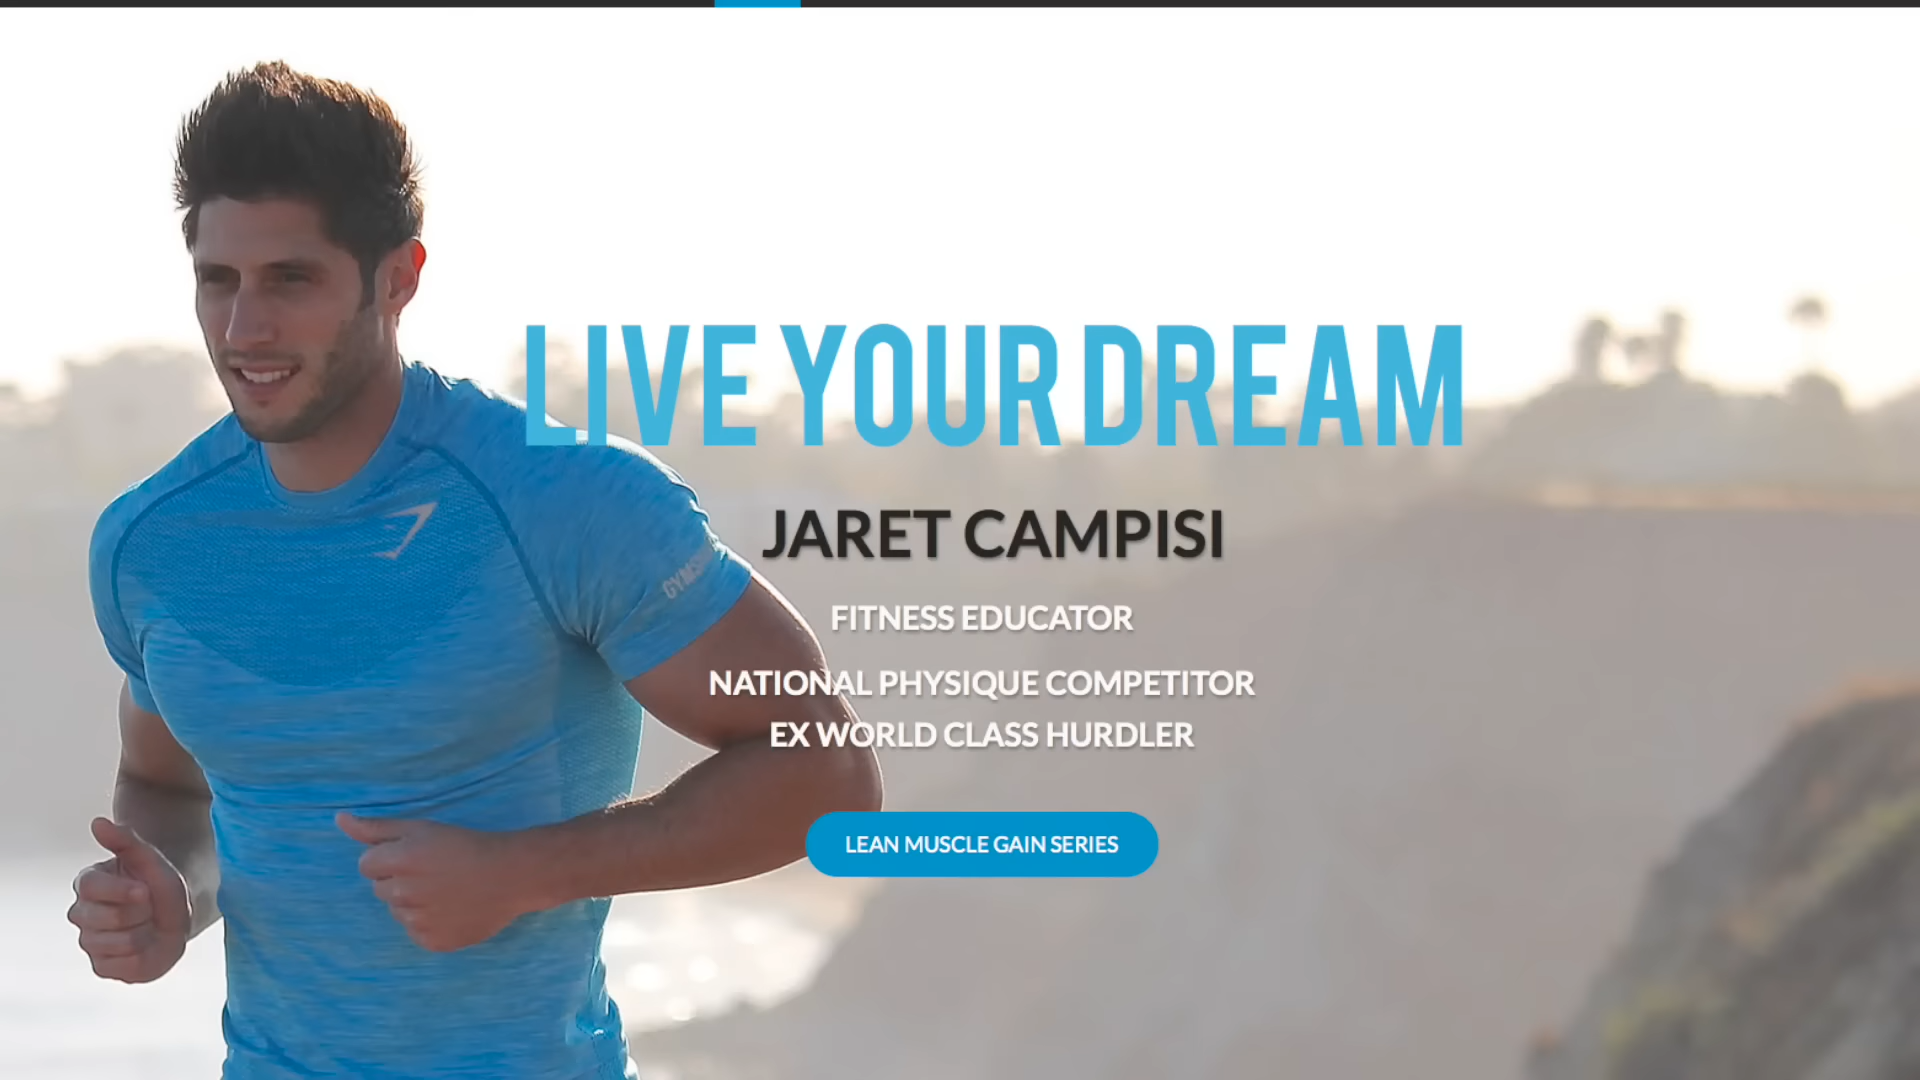 LIVE YOUR DREAM
JARET CAMPISI
FITNESS EDUCATOR
NATIONAL PHYSIQUE COMPETITOR
EX WORLD CLASS HURDLER
LEAN MUSCLE GAIN SERIES